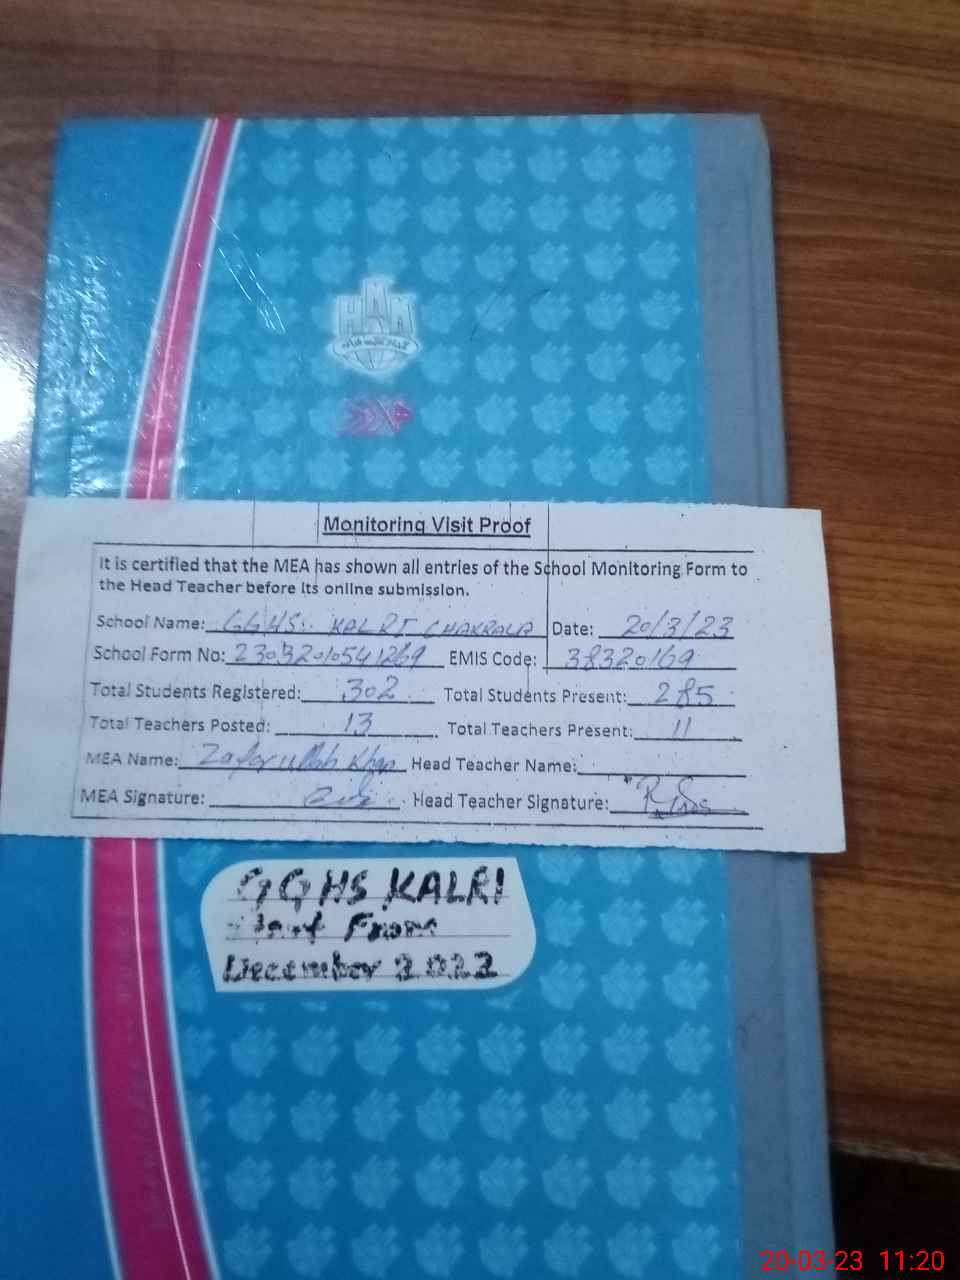 Monitoring Visit Proof
It is certified that the MEA has shown all entries of the School Monitoring Form to
the Head Teacher before its online submission.
School Name: GGHS. KALRI CHAKRALA Date: 20/3/23
School Form No: 230320105 EMIS Code: 38320169
Total Students Registered: 302 Total Students Present: 285
Total Teachers Posted: 13 Total Teachers Present: 11
MEA Name: Zafar ullah Khan Head Teacher Name:
MEA Signature: Head Teacher Signature:
GGHS KALRI
From
December 2022
20-03-23 11:20